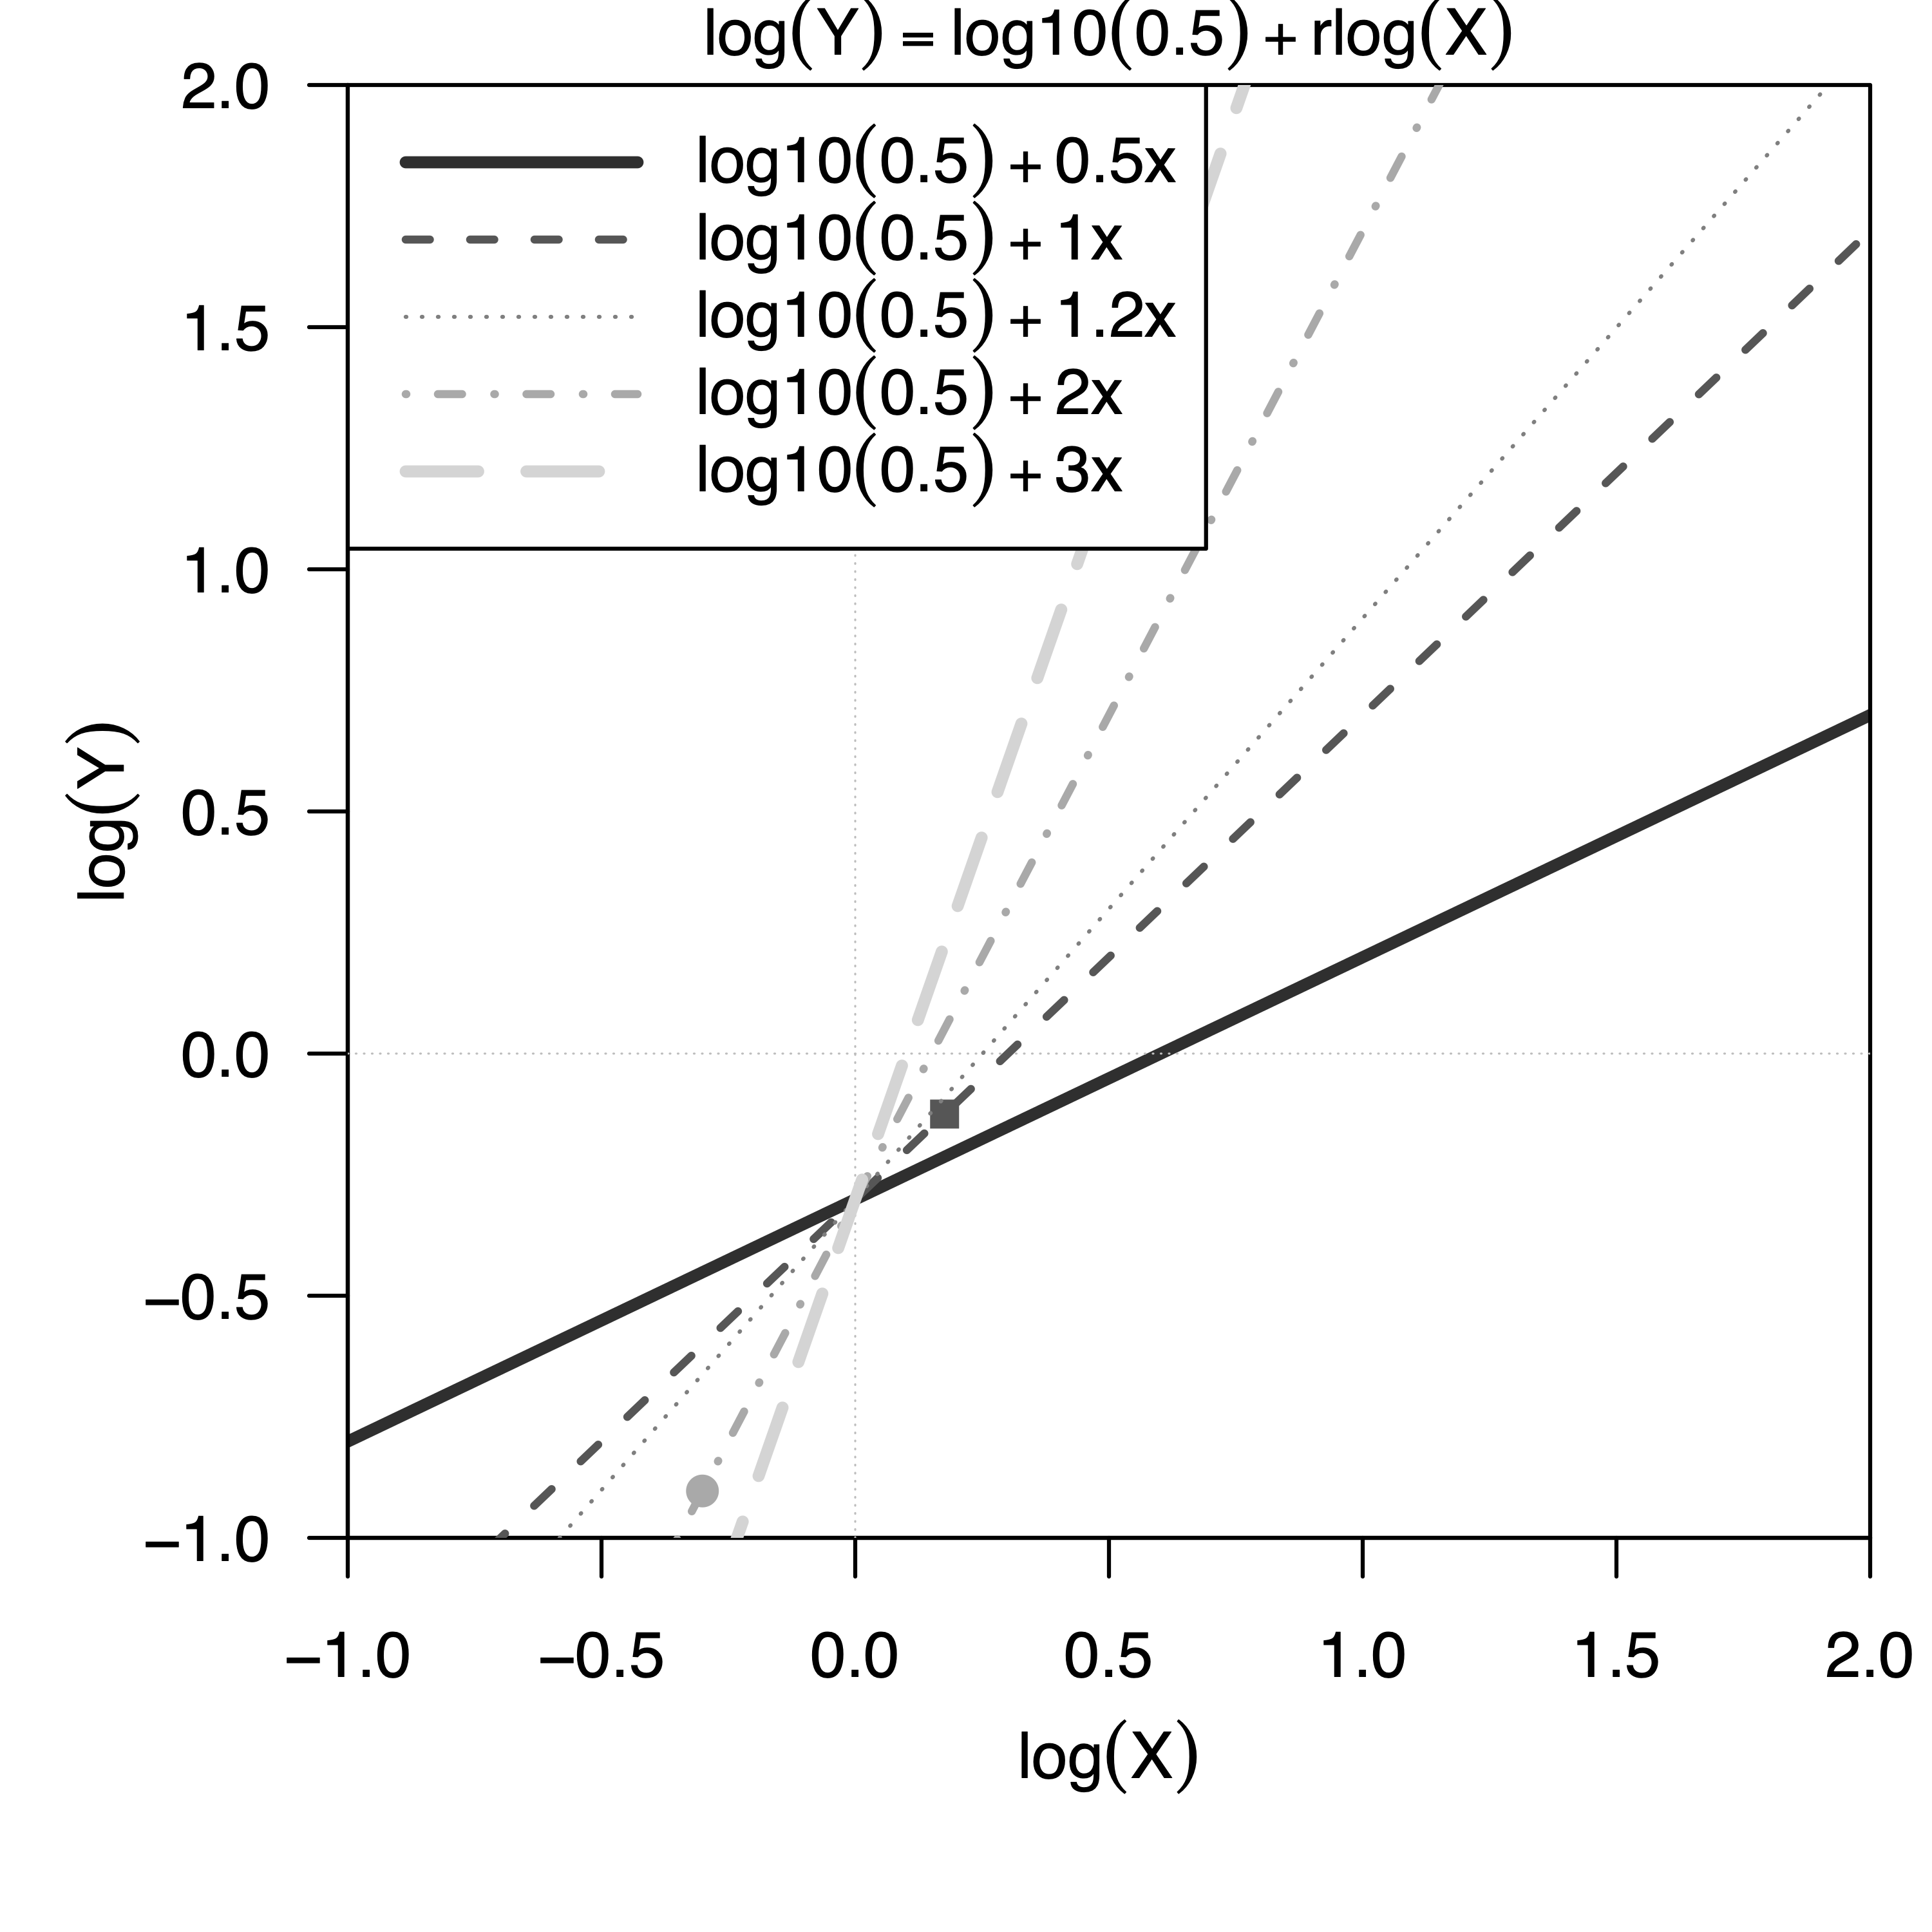 log(Y) = log10(0.5) + rlog(X)
2.0
1.5
1.0
0.5
0.0
−0.5
−1.0
log(Y)
log10(0.5) + 0.5x
log10(0.5) + 1x
log10(0.5) + 1.2x
log10(0.5) + 2x
log10(0.5) + 3x
−1.0 −0.5 0.0 0.5 1.0 1.5 2.0
log(X)